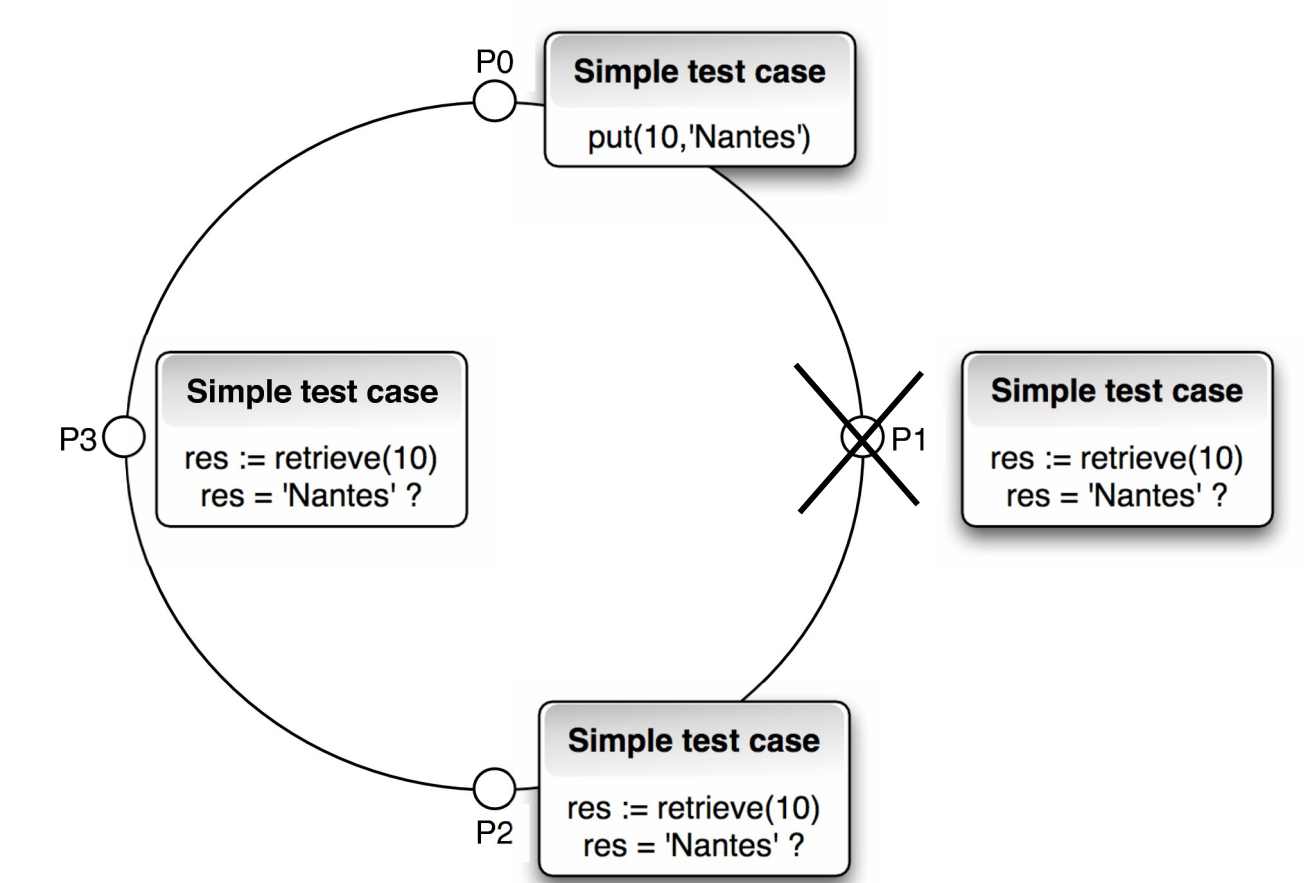 P0
Simple test case
put(10,'Nantes')
P3
Simple test case
res := retrieve(10)
res = 'Nantes' ?
P1
Simple test case
res := retrieve(10)
res = 'Nantes' ?
P2
Simple test case
res := retrieve(10)
res = 'Nantes' ?